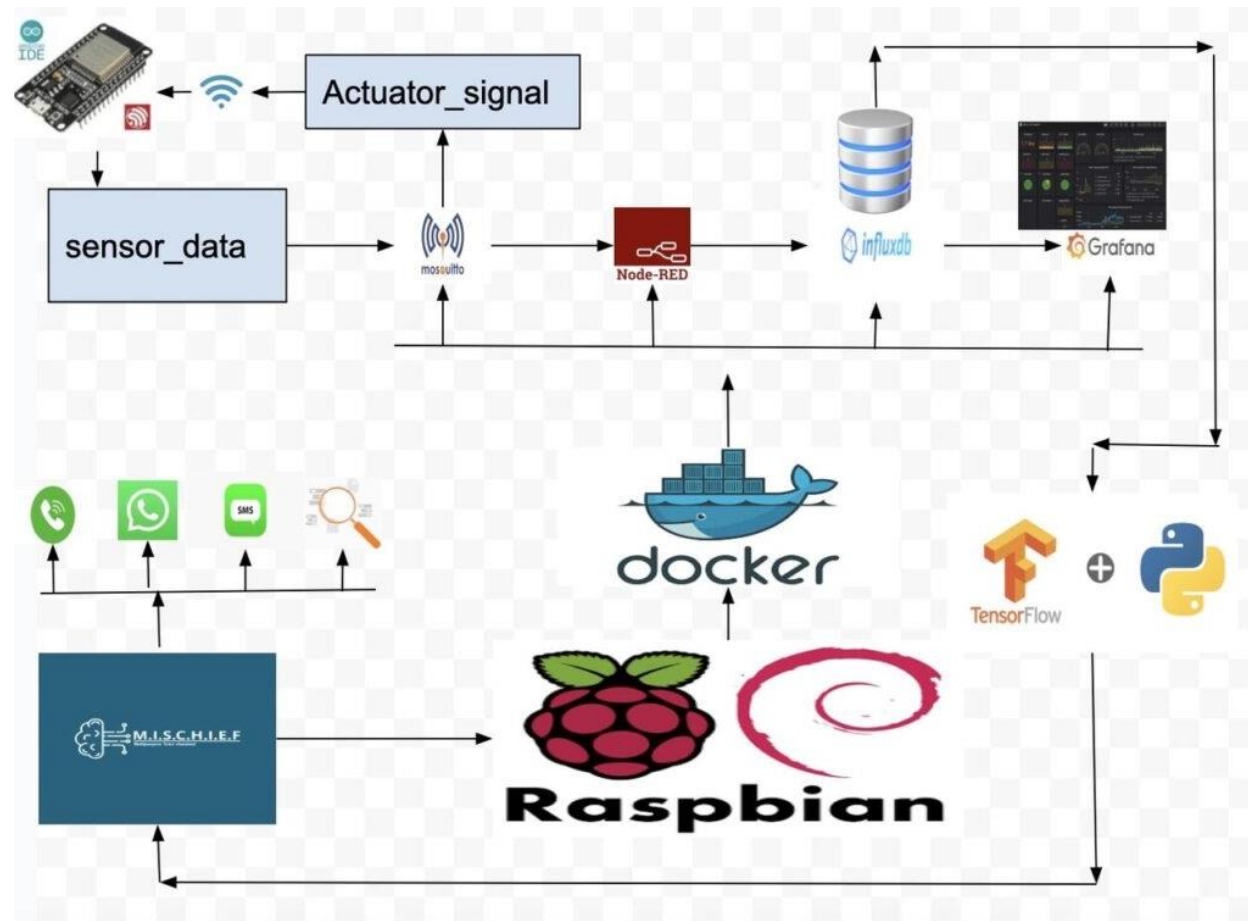 IDE
Actuator_signal
sensor_data
mosquitto
Node-RED
influxdb
Grafana
SMS
docker
TensorFlow
M.I.S.C.H.I.E.F
Raspbian